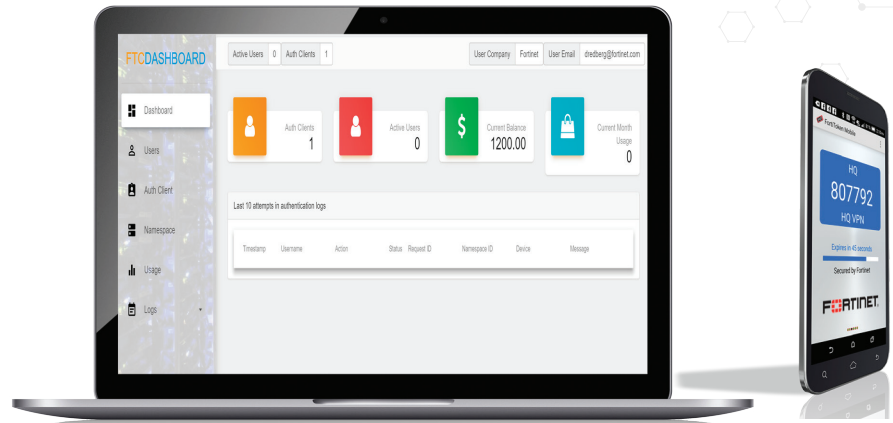 FTCDASHBOARD
Active Users 0 Auth Clients 1
User Company Fortinet User Email dredberg@fortinet.com
Dashboard
Users
Auth Client
Namespace
Usage
Logs
Auth Clients
1
Active Users
0
Current Balance
1200.00
Current Month
Usage
0
Last 10 attempts in authentication logs
Timestamp Username Action Status Request ID Namespace ID Device Message
FortiToken Mobile
HQ
807792
HQ VPN
Expires in 45 seconds
Secured by Fortinet
FORTINET